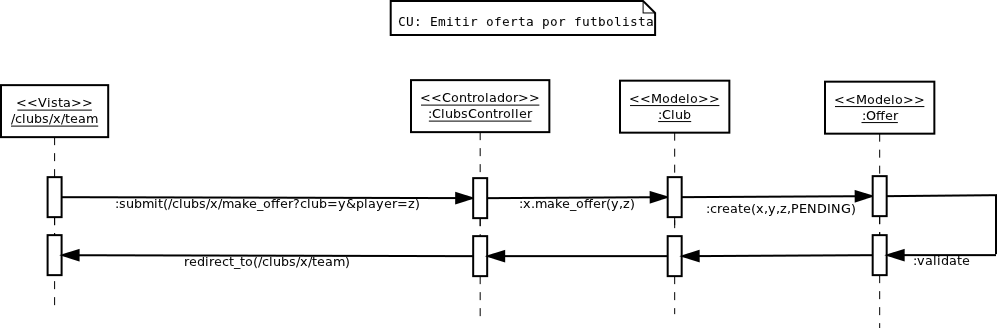 CU: Emitir oferta por futbolista
<<Vista>>
/clubs/x/team
<<Controlador>>
:ClubsController
<<Modelo>>
:Club
<<Modelo>>
:Offer
:submit(/clubs/x/make_offer?club=y&player=z)
:x.make_offer(y,z)
:create(x,y,z,PENDING)
redirect_to(/clubs/x/team)
:validate